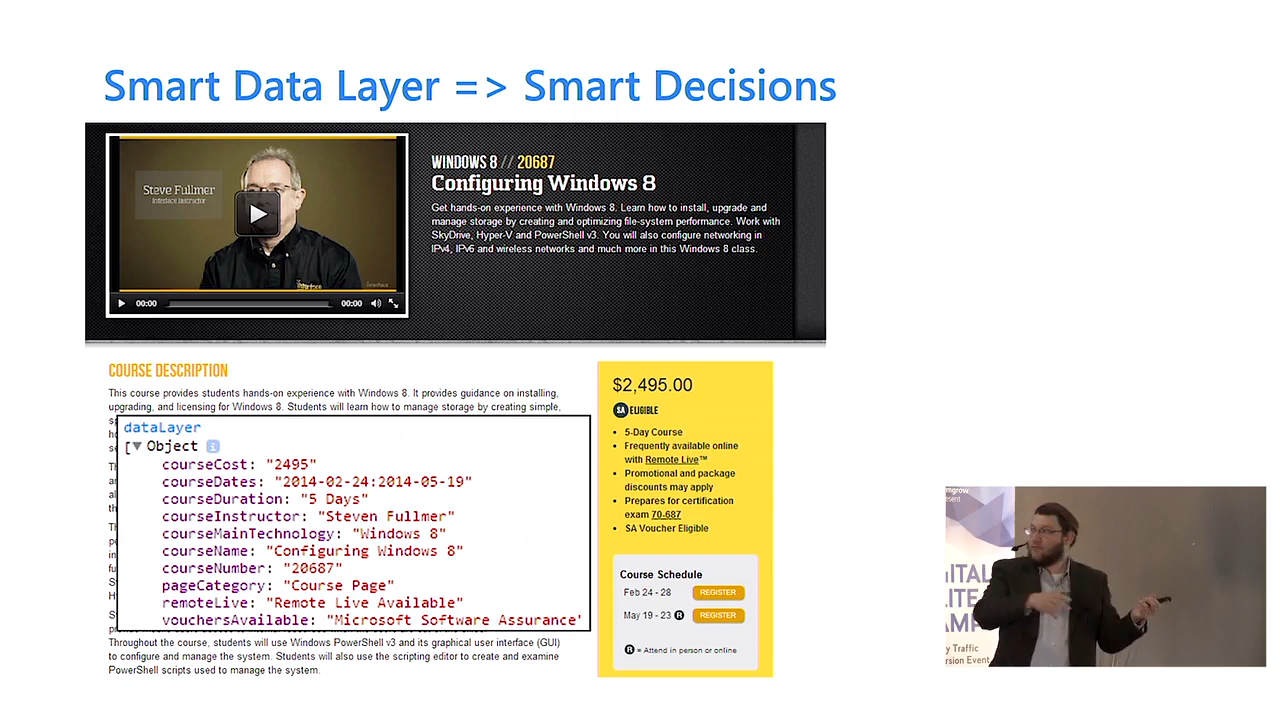 Smart Data Layer => Smart Decisions
Steve Fullmer
Interface Instructor
Interface
00:00
00:00
WINDOWS 8 // 20687
Configuring Windows 8
Get hands-on experience with Windows 8. Learn how to install, upgrade and
manage storage by creating and optimizing file-system performance. Work with
SkyDrive, Hyper-V and PowerShell v3. You will also configure networking in
IPv4, IPv6 and wireless networks and much more in this Windows 8 class.
COURSE DESCRIPTION
This course provides students hands-on experience with Windows 8. It provides guidance on installing,
upgrading, and licensing for Windows 8. Students will learn how to manage storage by creating simple,
dataLayer
[▼ Object i
courseCost: "2495"
courseDates: "2014-02-24:2014-05-19"
courseDuration: "5 Days"
courseInstructor: "Steven Fullmer"
courseMainTechnology: "Windows 8"
courseName: "Configuring Windows 8"
courseNumber: "20687"
pageCategory: "Course Page"
remoteLive: "Remote Live Available"
vouchersAvailable: "Microsoft Software Assurance"
Throughout the course, students will use Windows PowerShell v3 and its graphical user interface (GUI)
to configure and manage the system. Students will also use the scripting editor to create and examine
PowerShell scripts used to manage the system.
$2,495.00
SA ELIGIBLE
• 5-Day Course
• Frequently available online
with Remote Live™
• Promotional and package
discounts may apply
• Prepares for certification
exam 70-687
• SA Voucher Eligible
Course Schedule
Feb 24 - 28 REGISTER
May 19 - 23 R REGISTER
R = Attend in person or online